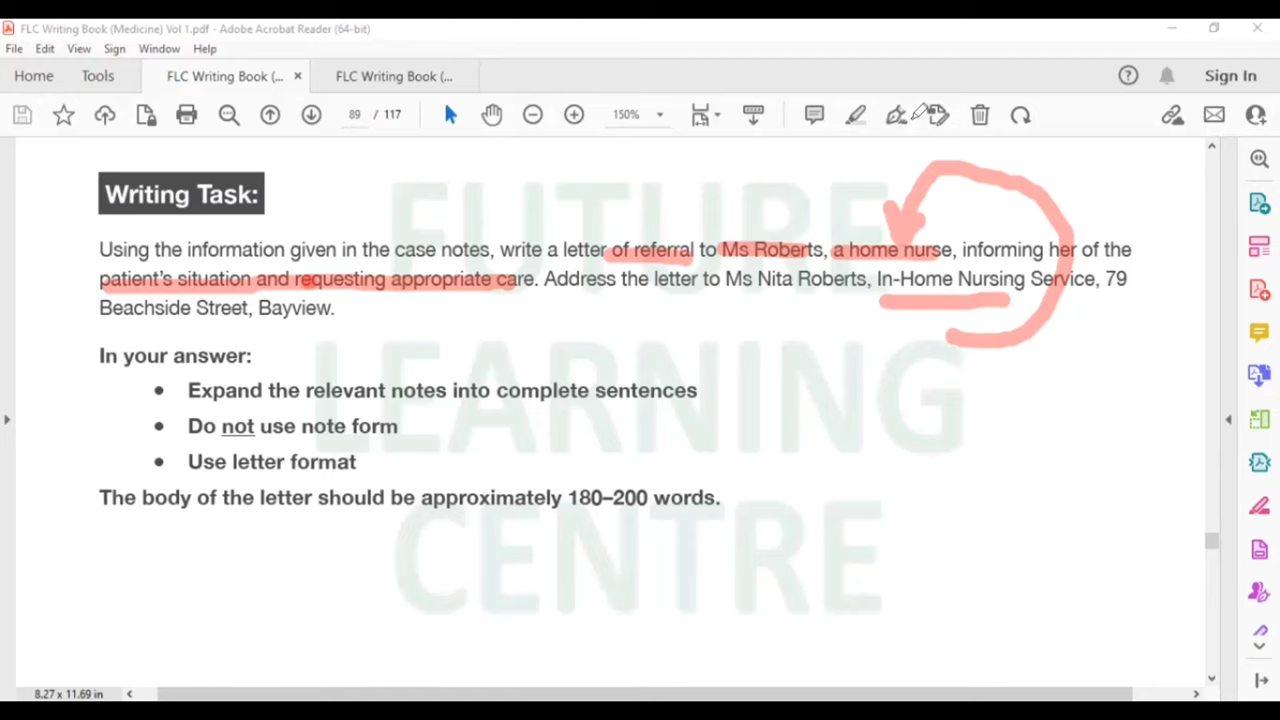 FLC Writing Book (Medicine) Vol 1.pdf - Adobe Acrobat Reader (64-bit)
File Edit View Sign Window Help
Home Tools FLC Writing Book (... × FLC Writing Book (... Sign In
89 / 117 150%
Writing Task:
Using the information given in the case notes, write a letter of referral to Ms Roberts, a home nurse, informing her of the
patient's situation and requesting appropriate care. Address the letter to Ms Nita Roberts, In-Home Nursing Service, 79
Beachside Street, Bayview.
In your answer:
• Expand the relevant notes into complete sentences
• Do not use note form
• Use letter format
The body of the letter should be approximately 180–200 words.
FUTURE
LEARNING
CENTRE
8.27 x 11.69 in